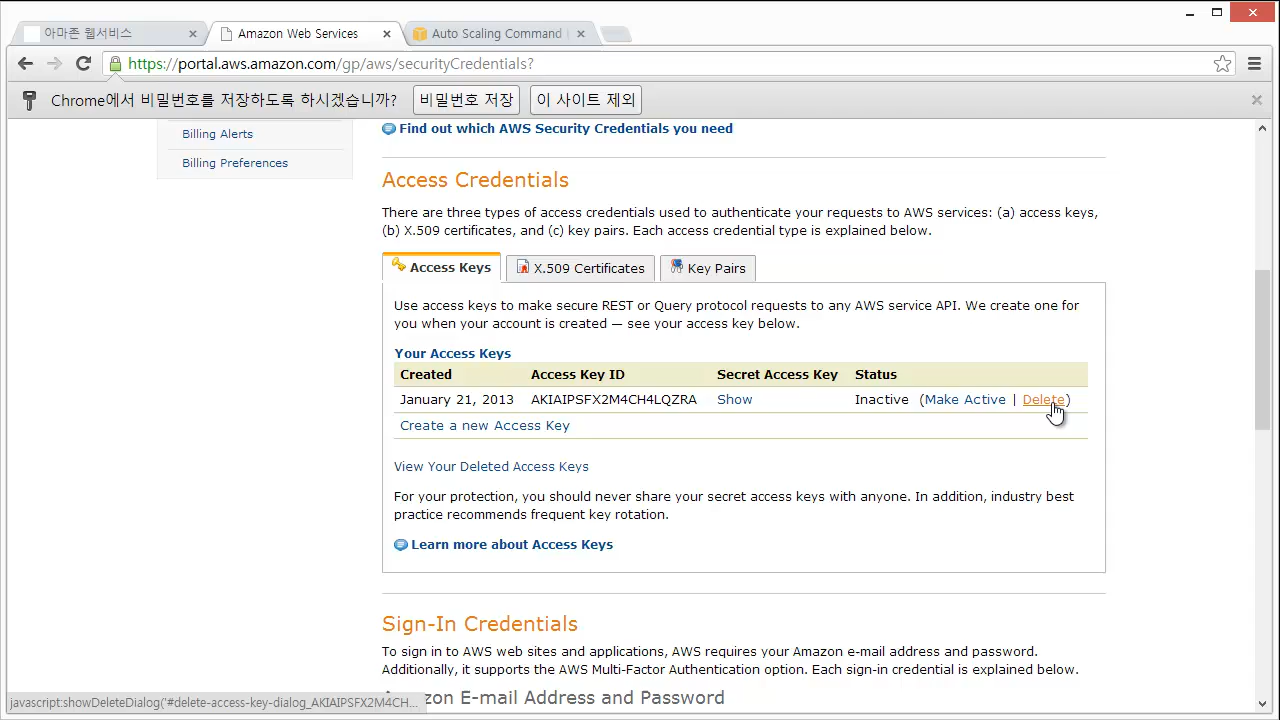 아마존 웹서비스
Amazon Web Services
Auto Scaling Command
https://portal.aws.amazon.com/gp/aws/securityCredentials?
Chrome에서 비밀번호를 저장하도록 하시겠습니까?
비밀번호 저장
이 사이트 제외
Billing Alerts
Billing Preferences
Find out which AWS Security Credentials you need
Access Credentials
There are three types of access credentials used to authenticate your requests to AWS services: (a) access keys,
(b) X.509 certificates, and (c) key pairs. Each access credential type is explained below.
Access Keys
X.509 Certificates
Key Pairs
Use access keys to make secure REST or Query protocol requests to any AWS service API. We create one for
you when your account is created — see your access key below.
Your Access Keys
Created Access Key ID Secret Access Key Status
January 21, 2013 AKIAIPSFX2M4CH4LQZRA Show Inactive (Make Active | Delete)
Create a new Access Key
View Your Deleted Access Keys
For your protection, you should never share your secret access keys with anyone. In addition, industry best
practice recommends frequent key rotation.
Learn more about Access Keys
Sign-In Credentials
To sign in to AWS web sites and applications, AWS requires your Amazon e-mail address and password.
Additionally, it supports the AWS Multi-Factor Authentication option. Each sign-in credential is explained below.
Amazon E-mail Address and Password
javascript:showDeleteDialog("#delete-access-key-dialog_AKIAIPSFX2M4CH...